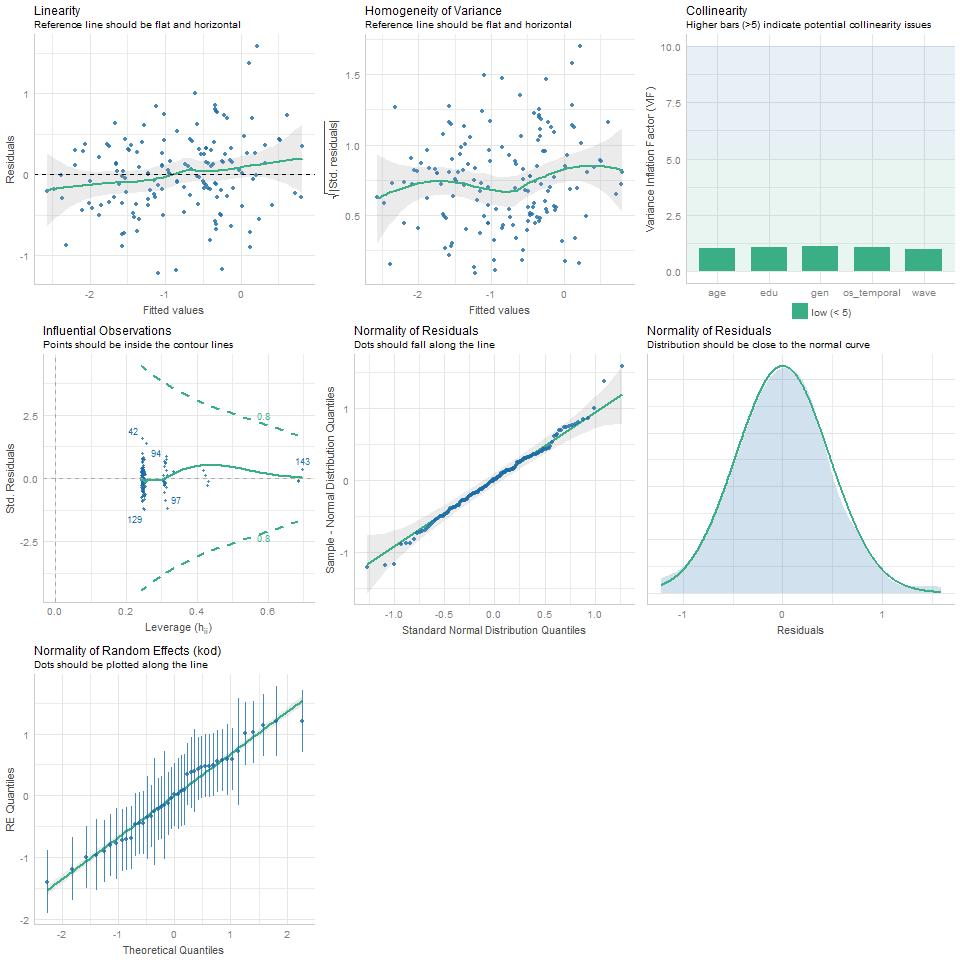 Linearity
Reference line should be flat and horizontal
Residuals
1
0
-1
-2
-1
0
Fitted values
Homogeneity of Variance
Reference line should be flat and horizontal
√|Std. residuals|
1.5
1.0
0.5
-2
-1
0
Fitted values
Collinearity
Higher bars (>5) indicate potential collinearity issues
Variance Inflation Factor (VIF)
10.0
7.5
5.0
2.5
0.0
age
edu
gen
os_temporal
wave
low (< 5)
Influential Observations
Points should be inside the contour lines
Std. Residuals
2.5
0.0
-2.5
0.8
42
94
143
97
129
0.8
0.0
0.2
0.4
0.6
Leverage (hii)
Normality of Residuals
Dots should fall along the line
Sample - Normal Distribution Quantiles
1
0
-1
-1.0
-0.5
0.0
0.5
1.0
Standard Normal Distribution Quantiles
Normality of Residuals
Distribution should be close to the normal curve
-1
0
1
Residuals
Normality of Random Effects (kod)
Dots should be plotted along the line
RE Quantiles
1
0
-1
-2
-2
-1
0
1
2
Theoretical Quantiles